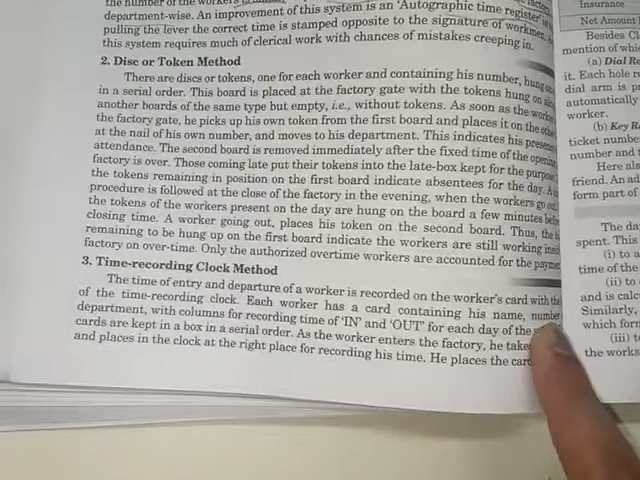 the number of the workers
department-wise. An improvement of this system is an 'Autographic time register'
pulling the lever the correct time is stamped opposite to the signature of workmen.
this system requires much of clerical work with chances of mistakes creeping in.
2. Disc or Token Method
There are discs or tokens, one for each worker and containing his number, hung on
in a serial order. This board is placed at the factory gate with the tokens hung on
another boards of the same type but empty, i.e., without tokens. As soon as the
the factory gate, he picks up his own token from the first board and places it on the
at the nail of his own number, and moves to his department. This indicates his
attendance. The second board is removed immediately after the fixed time of the
factory is over. Those coming late put their tokens into the late-box kept for the
the tokens remaining in position on the first board indicate absentees for the day.
procedure is followed at the close of the factory in the evening, when the workers go
the tokens of the workers present on the day are hung on the board a few minutes
closing time. A worker going out, places his token on the second board. Thus, the
remaining to be hung up on the first board indicate the workers are still working
factory on over-time. Only the authorized overtime workers are accounted for the
3. Time-recording Clock Method
The time of entry and departure of a worker is recorded on the worker's card with the
of the time-recording clock. Each worker has a card containing his name, number
department, with columns for recording time of 'IN' and 'OUT' for each day of the
cards are kept in a box in a serial order. As the worker enters the factory, he
and places in the clock at the right place for recording his time. He places the
Insurance
Net Amount
Besides
mention of
(a) Dial
it. Each hole
dial arm is
automatically
worker.
(b) Key
ticket
number and
Here
friend. An
form part of
The
spent. This
(i) to a
time of the
(ii) to
and is
Similarly,
which
(iii)
the works